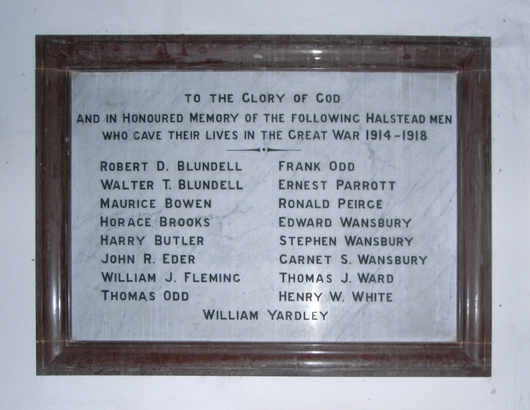 TO THE GLORY OF GOD
AND IN HONOURED MEMORY OF THE FOLLOWING HALSTEAD MEN
WHO GAVE THEIR LIVES IN THE GREAT WAR 1914-1918
ROBERT D. BLUNDELL
WALTER T. BLUNDELL
MAURICE BOWEN
HORACE BROOKS
HARRY BUTLER
JOHN R. EDER
WILLIAM J. FLEMING
THOMAS ODD
FRANK ODD
ERNEST PARROTT
RONALD PEIRCE
EDWARD WANSBURY
STEPHEN WANSBURY
GARNET S. WANSBURY
THOMAS J. WARD
HENRY W. WHITE
WILLIAM YARDLEY